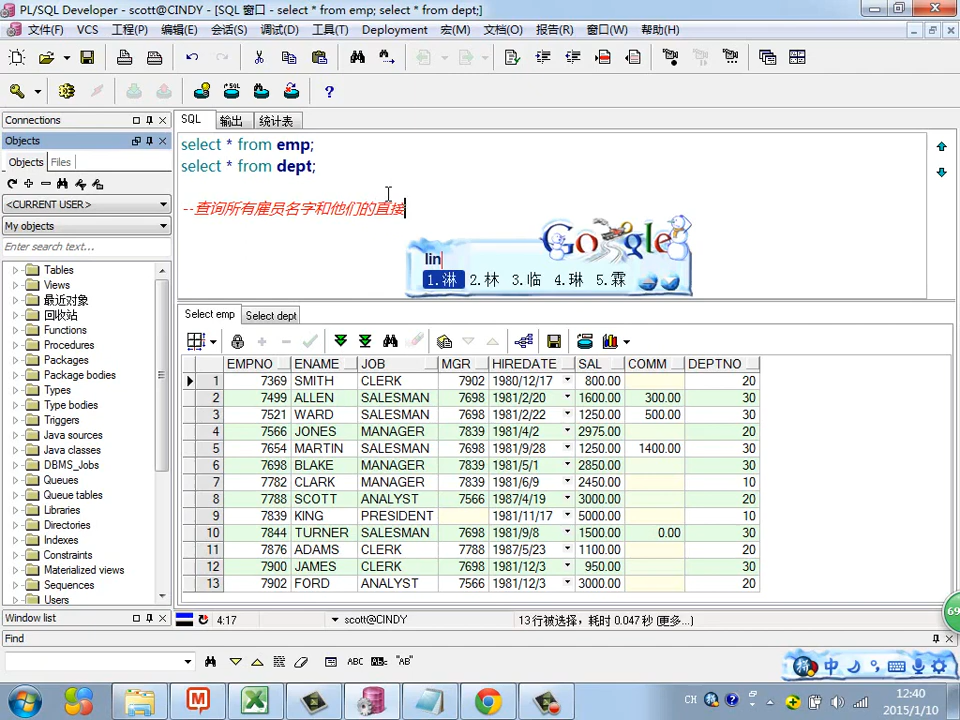 PL/SQL Developer - scott@CINDY - [SQL 窗口 - select * from emp; select * from dept;]
文件(F) VCS 工程(P) 编辑(E) 会话(S) 调试(D) 工具(T) Deployment 宏(M) 文档(O) 报告(R) 窗口(W) 帮助(H)
Connections
Objects
Objects Files
<CURRENT USER>
My objects
Enter text to search...
Tables
Views
最近对象
回收站
Functions
Procedures
Packages
Package bodies
Types
Type bodies
Triggers
Java sources
Java classes
DBMS_Jobs
Queues
Queue tables
Libraries
Directories
Indexes
Constraints
Materialized views
Sequences
Users
Window list
SQL 输出 统计表
select * from emp;
select * from dept;
--查询所有雇员名字和他们的直接
Google
lin
1.淋 2.林 3.临 4.琳 5.霖
Select emp Select dept
EMPNO ENAME JOB MGR HIREDATE SAL COMM DEPTNO
1 7369 SMITH CLERK 7902 1980/12/17 800.00 20
2 7499 ALLEN SALESMAN 7698 1981/2/20 1600.00 300.00 30
3 7521 WARD SALESMAN 7698 1981/2/22 1250.00 500.00 30
4 7566 JONES MANAGER 7839 1981/4/2 2975.00 20
5 7654 MARTIN SALESMAN 7698 1981/9/28 1250.00 1400.00 30
6 7698 BLAKE MANAGER 7839 1981/5/1 2850.00 30
7 7782 CLARK MANAGER 7839 1981/6/9 2450.00 10
8 7788 SCOTT ANALYST 7566 1987/4/19 3000.00 20
9 7839 KING PRESIDENT 1981/11/17 5000.00 10
10 7844 TURNER SALESMAN 7698 1981/9/8 1500.00 0.00 30
11 7876 ADAMS CLERK 7788 1987/5/23 1100.00 20
12 7900 JAMES CLERK 7698 1981/12/3 950.00 30
13 7902 FORD ANALYST 7566 1981/12/3 3000.00 20
4:17 scott@CINDY 13行被选择，耗时 0.047 秒 (更多...)
69
Find
ABC "AB"
中
CH
12:40
2015/1/10